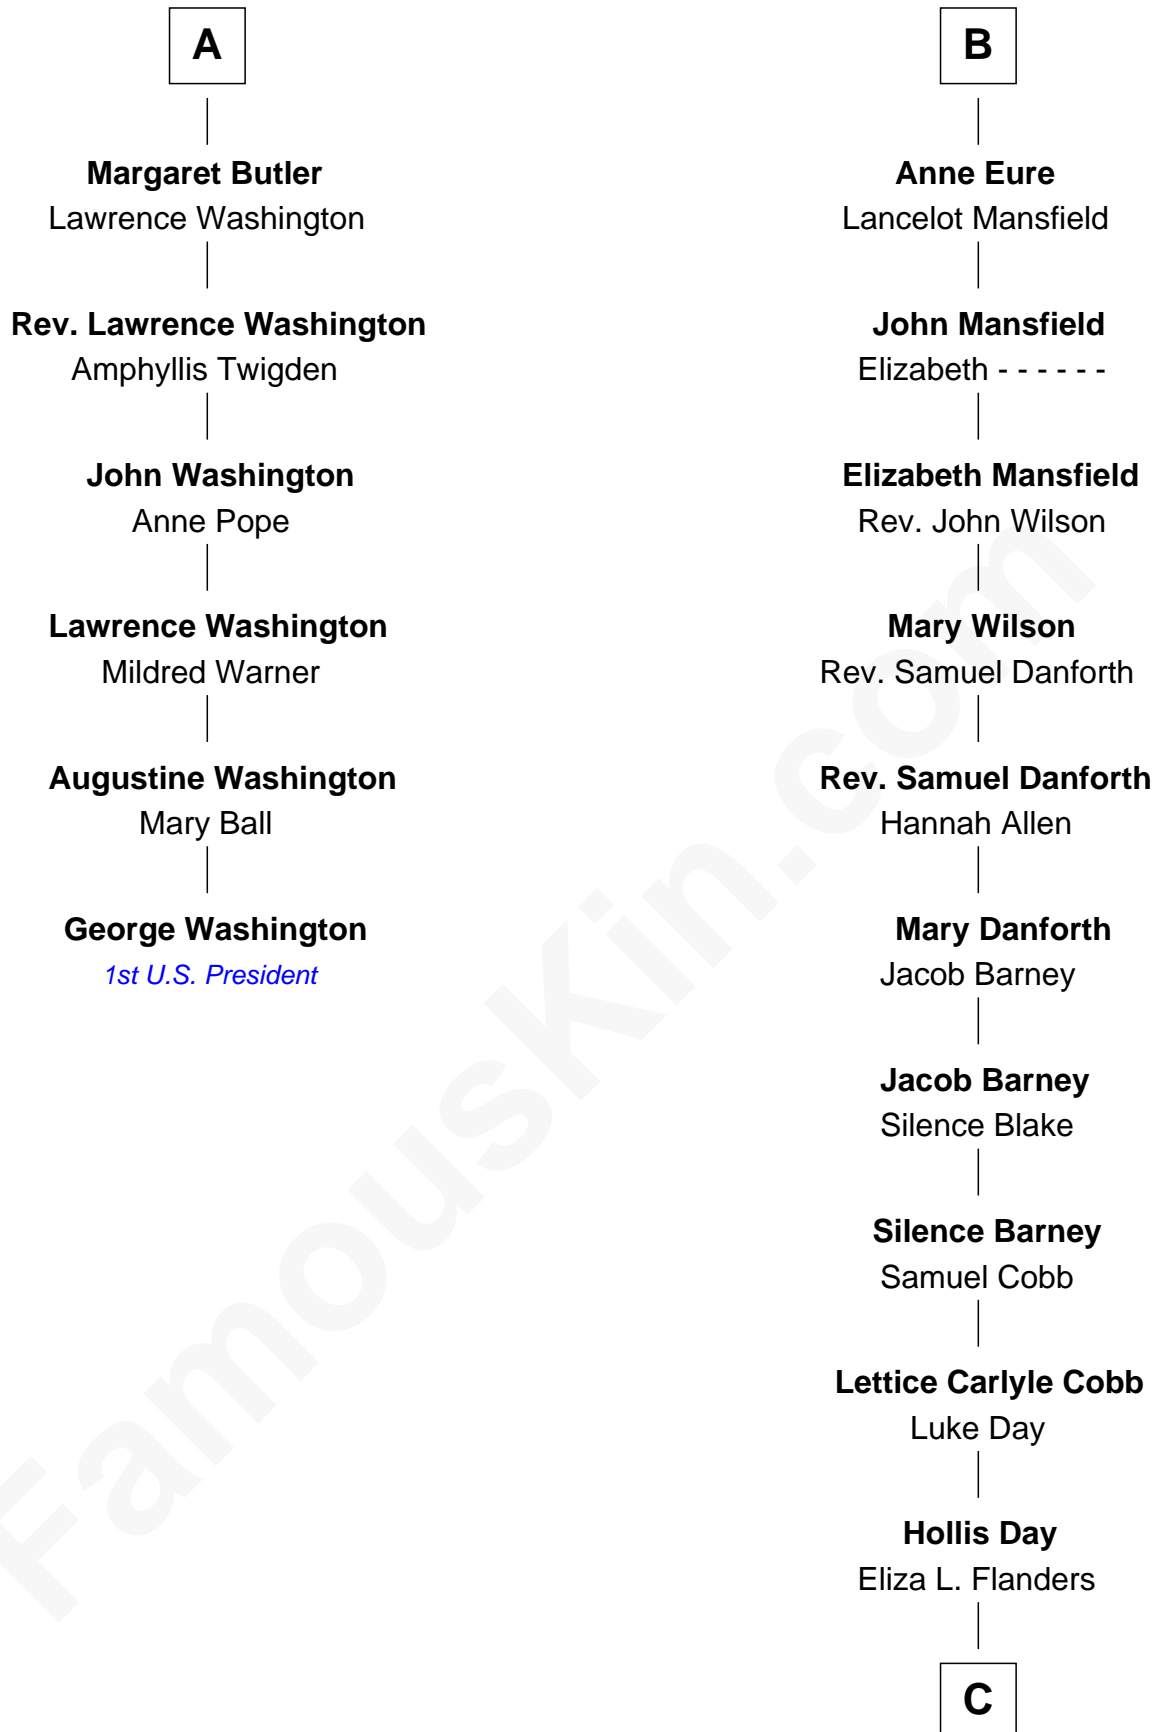 A
Margaret Butler
Lawrence Washington
Rev. Lawrence Washington
Amphyllis Twigden
John Washington
Anne Pope
Lawrence Washington
Mildred Warner
Augustine Washington
Mary Ball
George Washington
1st U.S. President
B
Anne Eure
Lancelot Mansfield
John Mansfield
Elizabeth - - - - - -
Elizabeth Mansfield
Rev. John Wilson
Mary Wilson
Rev. Samuel Danforth
Rev. Samuel Danforth
Hannah Allen
Mary Danforth
Jacob Barney
Jacob Barney
Silence Blake
Silence Barney
Samuel Cobb
Lettice Carlyle Cobb
Luke Day
Hollis Day
Eliza L. Flanders
C
FamousKin.com